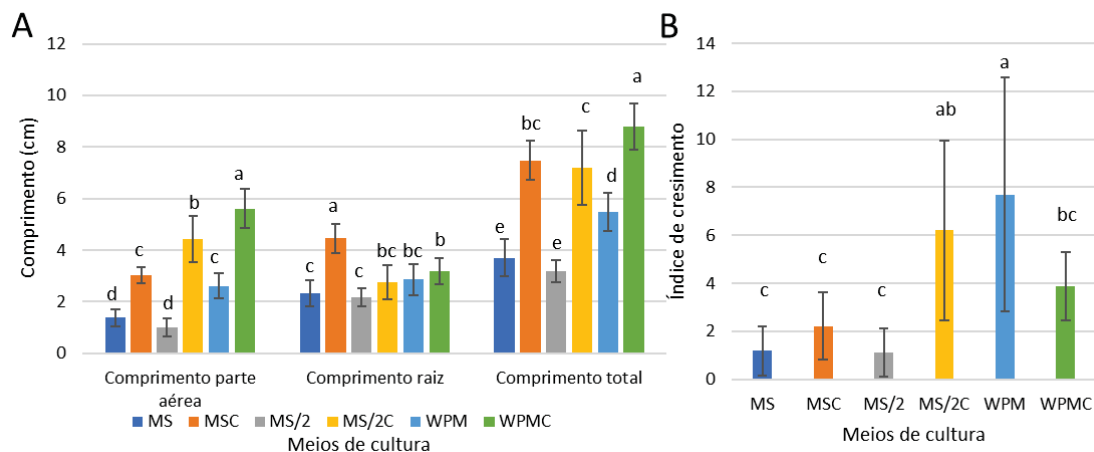 A
12
10
8
6
4
2
0
Comprimento (cm)
d
c
d
b
c
a
c
a
c
bc
bc
b
e
bc
e
c
d
a
Comprimento parte
aérea
Comprimento raiz
Comprimento total
MS
MSC
MS/2
MS/2C
WPM
WPMC
Meios de cultura
B
14
12
10
8
6
4
2
0
Índice de cresimento
c
c
c
ab
a
bc
MS
MSC
MS/2
MS/2C
WPM
WPMC
Meios de cultura